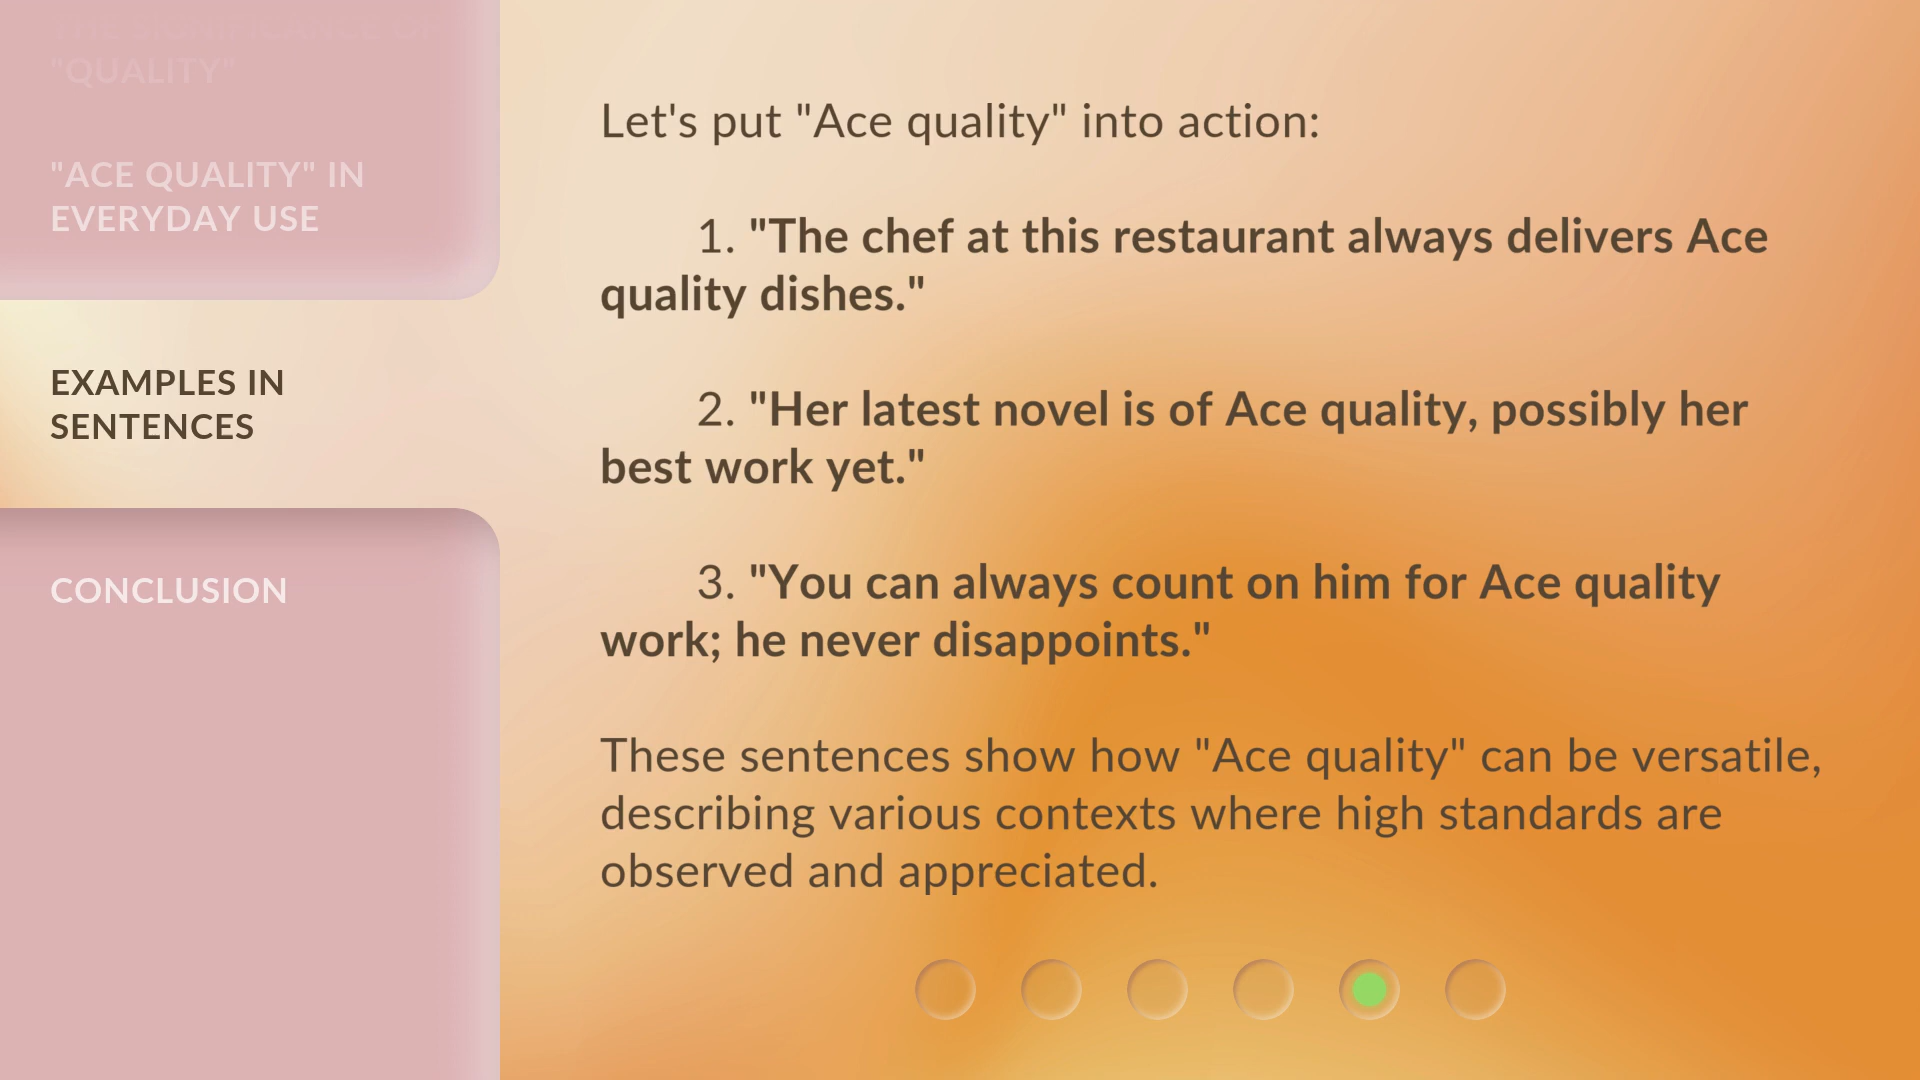 THE SIGNIFICANCE OF
"QUALITY"
"ACE QUALITY" IN
EVERYDAY USE
EXAMPLES IN
SENTENCES
CONCLUSION
Let's put "Ace quality" into action:
1. "The chef at this restaurant always delivers Ace
quality dishes."
2. "Her latest novel is of Ace quality, possibly her
best work yet."
3. "You can always count on him for Ace quality
work; he never disappoints."
These sentences show how "Ace quality" can be versatile,
describing various contexts where high standards are
observed and appreciated.